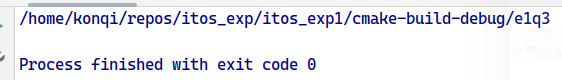 /home/konqi/repos/itos_exp/itos_exp1/cmake-build-debug/e1q3
Process finished with exit code 0